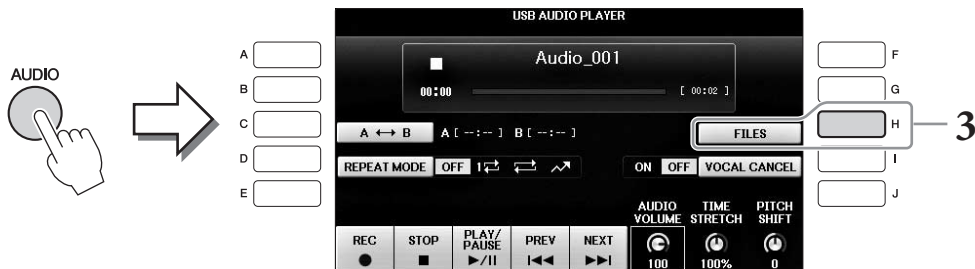 AUDIO
A
B
C
D
E
USB AUDIO PLAYER
Audio_001
00:00 [ 00:02 ]
A ↔ B A [ --:-- ] B [ --:-- ]
FILES
REPEAT MODE OFF 1
ON OFF VOCAL CANCEL
AUDIO VOLUME
TIME STRETCH
PITCH SHIFT
REC
STOP
PLAY/PAUSE
PREV
NEXT
100
100%
0
F
G
H
I
J
3